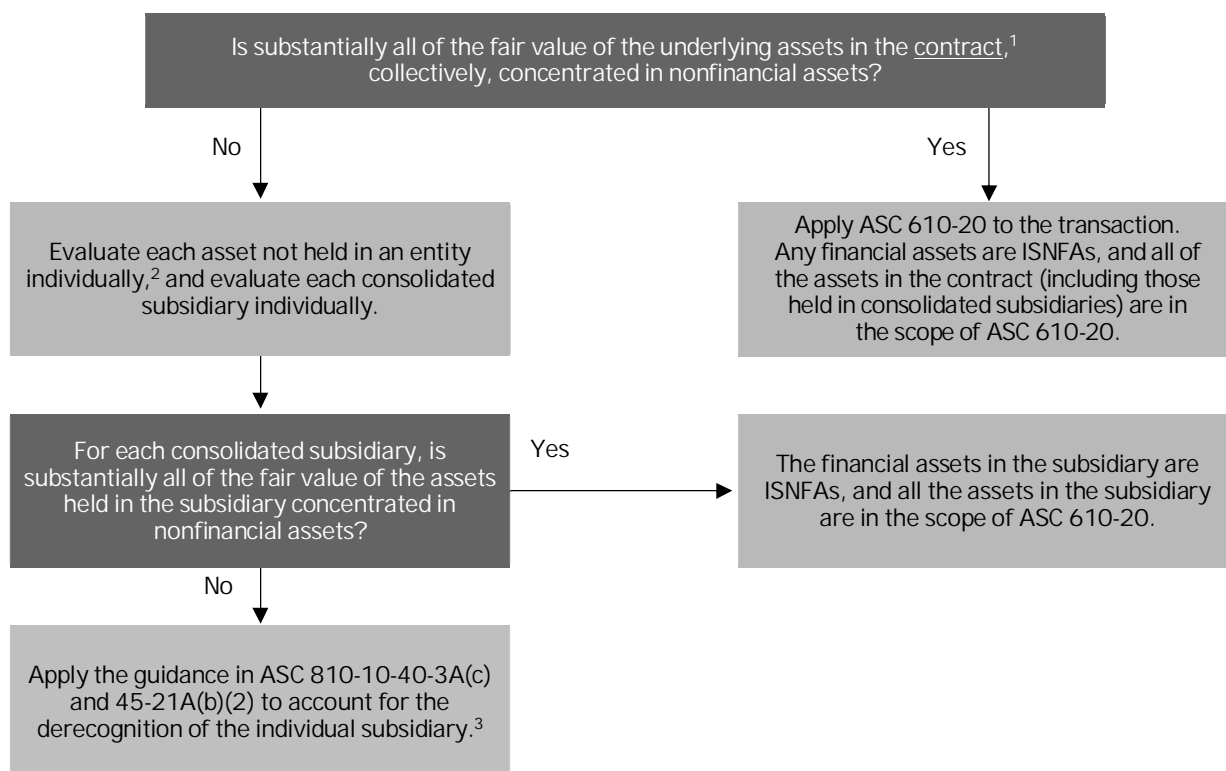 Is substantially all of the fair value of the underlying assets in the contract,1
collectively, concentrated in nonfinancial assets?
No
Yes
Evaluate each asset not held in an entity
individually,2 and evaluate each consolidated
subsidiary individually.
Apply ASC 610-20 to the transaction.
Any financial assets are ISNFAs, and all of
the assets in the contract (including those
held in consolidated subsidiaries) are in
the scope of ASC 610-20.
For each consolidated subsidiary, is
substantially all of the fair value of the assets
held in the subsidiary concentrated in
nonfinancial assets?
Yes
The financial assets in the subsidiary are
ISNFAs, and all the assets in the subsidiary
are in the scope of ASC 610-20.
No
Apply the guidance in ASC 810-10-40-3A(c)
and 45-21A(b)(2) to account for the
derecognition of the individual subsidiary.3